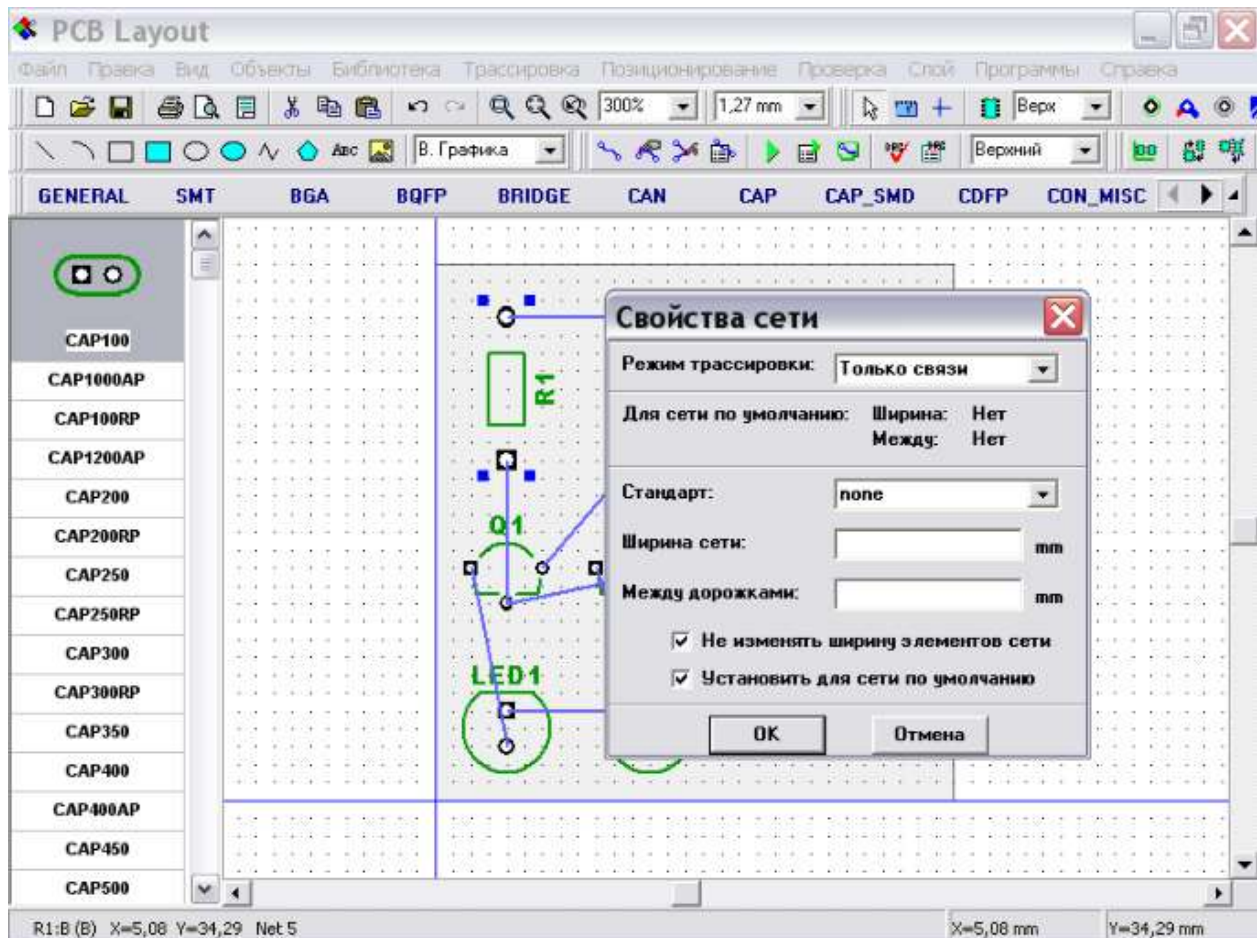 PCB Layout
Файл Правка Вид Объекты Библиотека Трассировка Позиционирование Проверка Слой Программы Справка
300% 1,27 mm Верх
ABC В. Графика Верхний
GENERAL SMT BGA BQFP BRIDGE CAN CAP CAP_SMD CDFP CON_MISC
CAP100
CAP1000AP
CAP100RP
CAP1200AP
CAP200
CAP200RP
CAP250
CAP250RP
CAP300
CAP300RP
CAP350
CAP400
CAP400AP
CAP450
CAP500
R1
Q1
LED1
Свойства сети
Режим трассировки: Только связи
Для сети по умолчанию: Ширина: Нет
Между: Нет
Стандарт: none
Ширина сети: mm
Между дорожками: mm
Не изменять ширину элементов сети
Установить для сети по умолчанию
OK Отмена
R1:B (B) X=5,08 Y=34,29 Net 5 X=5,08 mm Y=34,29 mm